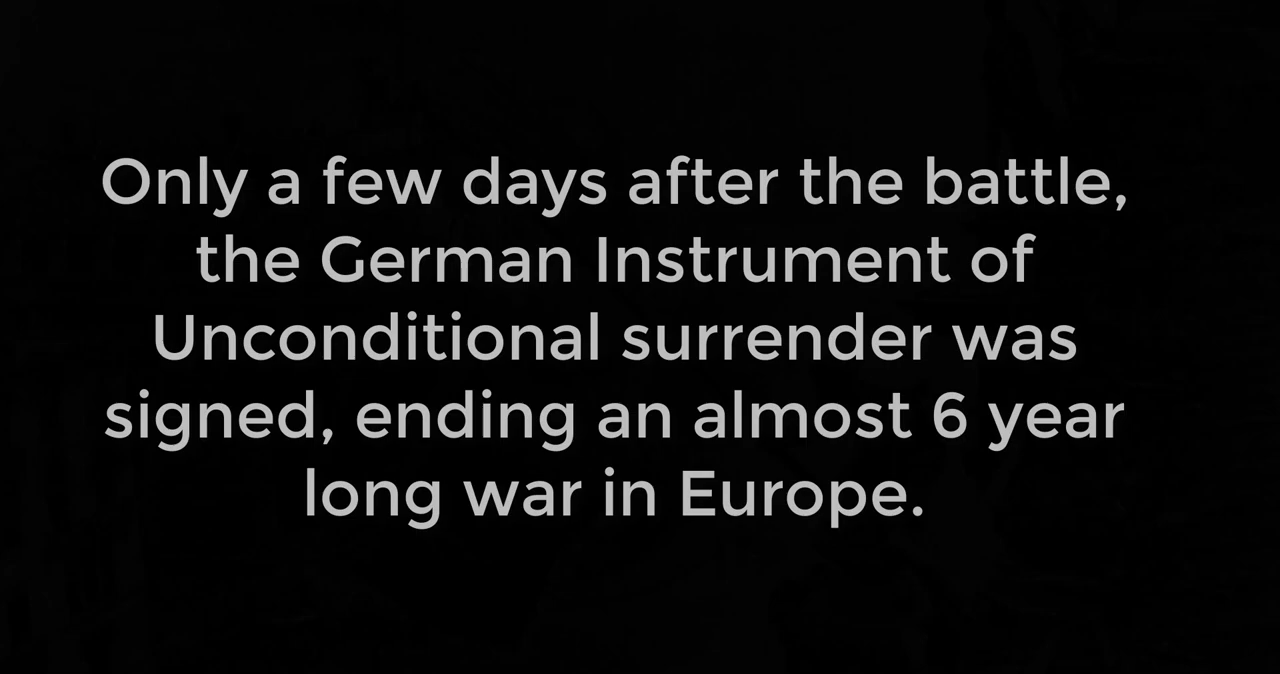 Only a few days after the battle,
the German Instrument of
Unconditional surrender was
signed, ending an almost 6 year
long war in Europe.